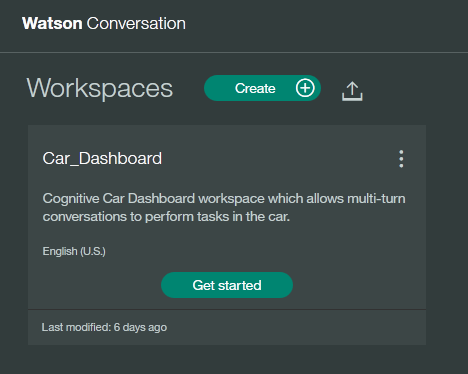 Watson Conversation
Workspaces
Create
Car_Dashboard
Cognitive Car Dashboard workspace which allows multi-turn
conversations to perform tasks in the car.
English (U.S.)
Get started
Last modified: 6 days ago